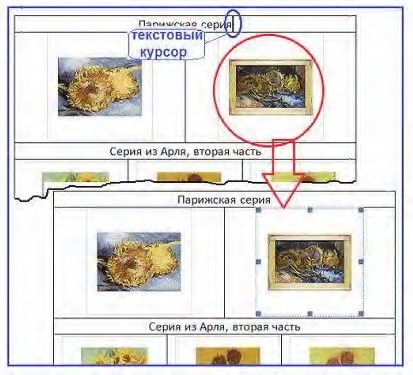 Парижская серия
текстовый
курсор
Серия из Арля, вторая часть
Парижская серия
Серия из Арля, вторая часть